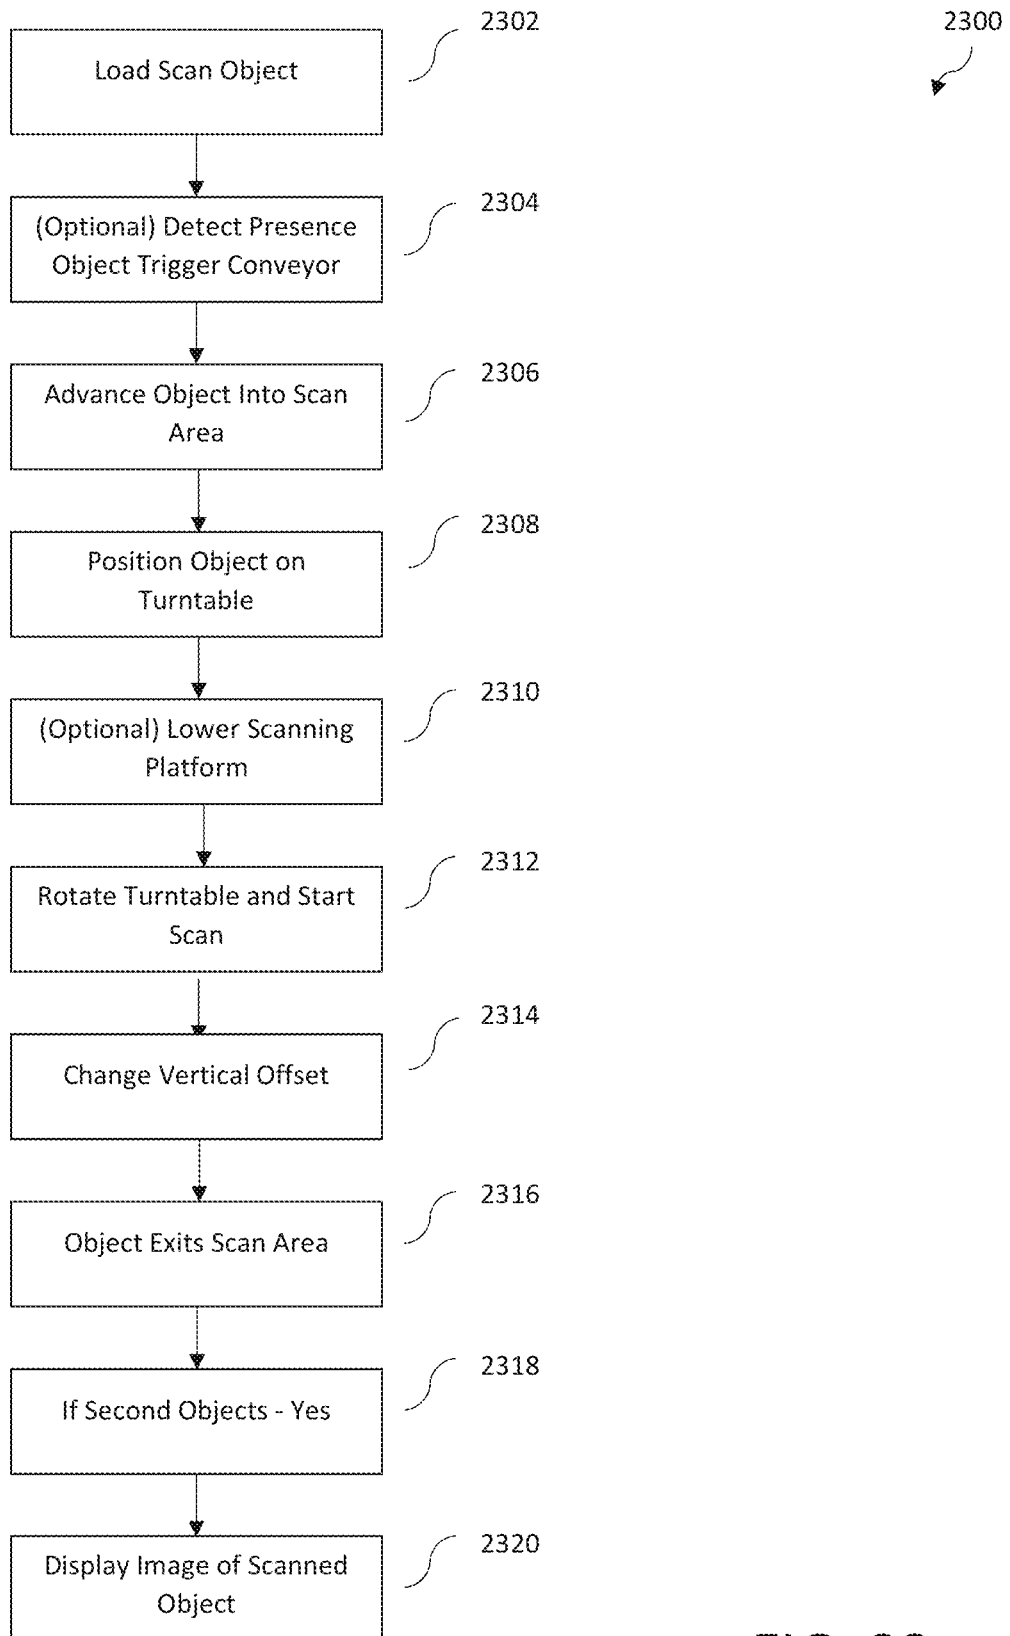 2302
2300
Load Scan Object
2304
(Optional) Detect Presence
Object Trigger Conveyor
2306
Advance Object Into Scan
Area
2308
Position Object on
Turntable
2310
(Optional) Lower Scanning
Platform
2312
Rotate Turntable and Start
Scan
2314
Change Vertical Offset
2316
Object Exits Scan Area
2318
If Second Objects - Yes
2320
Display Image of Scanned
Object